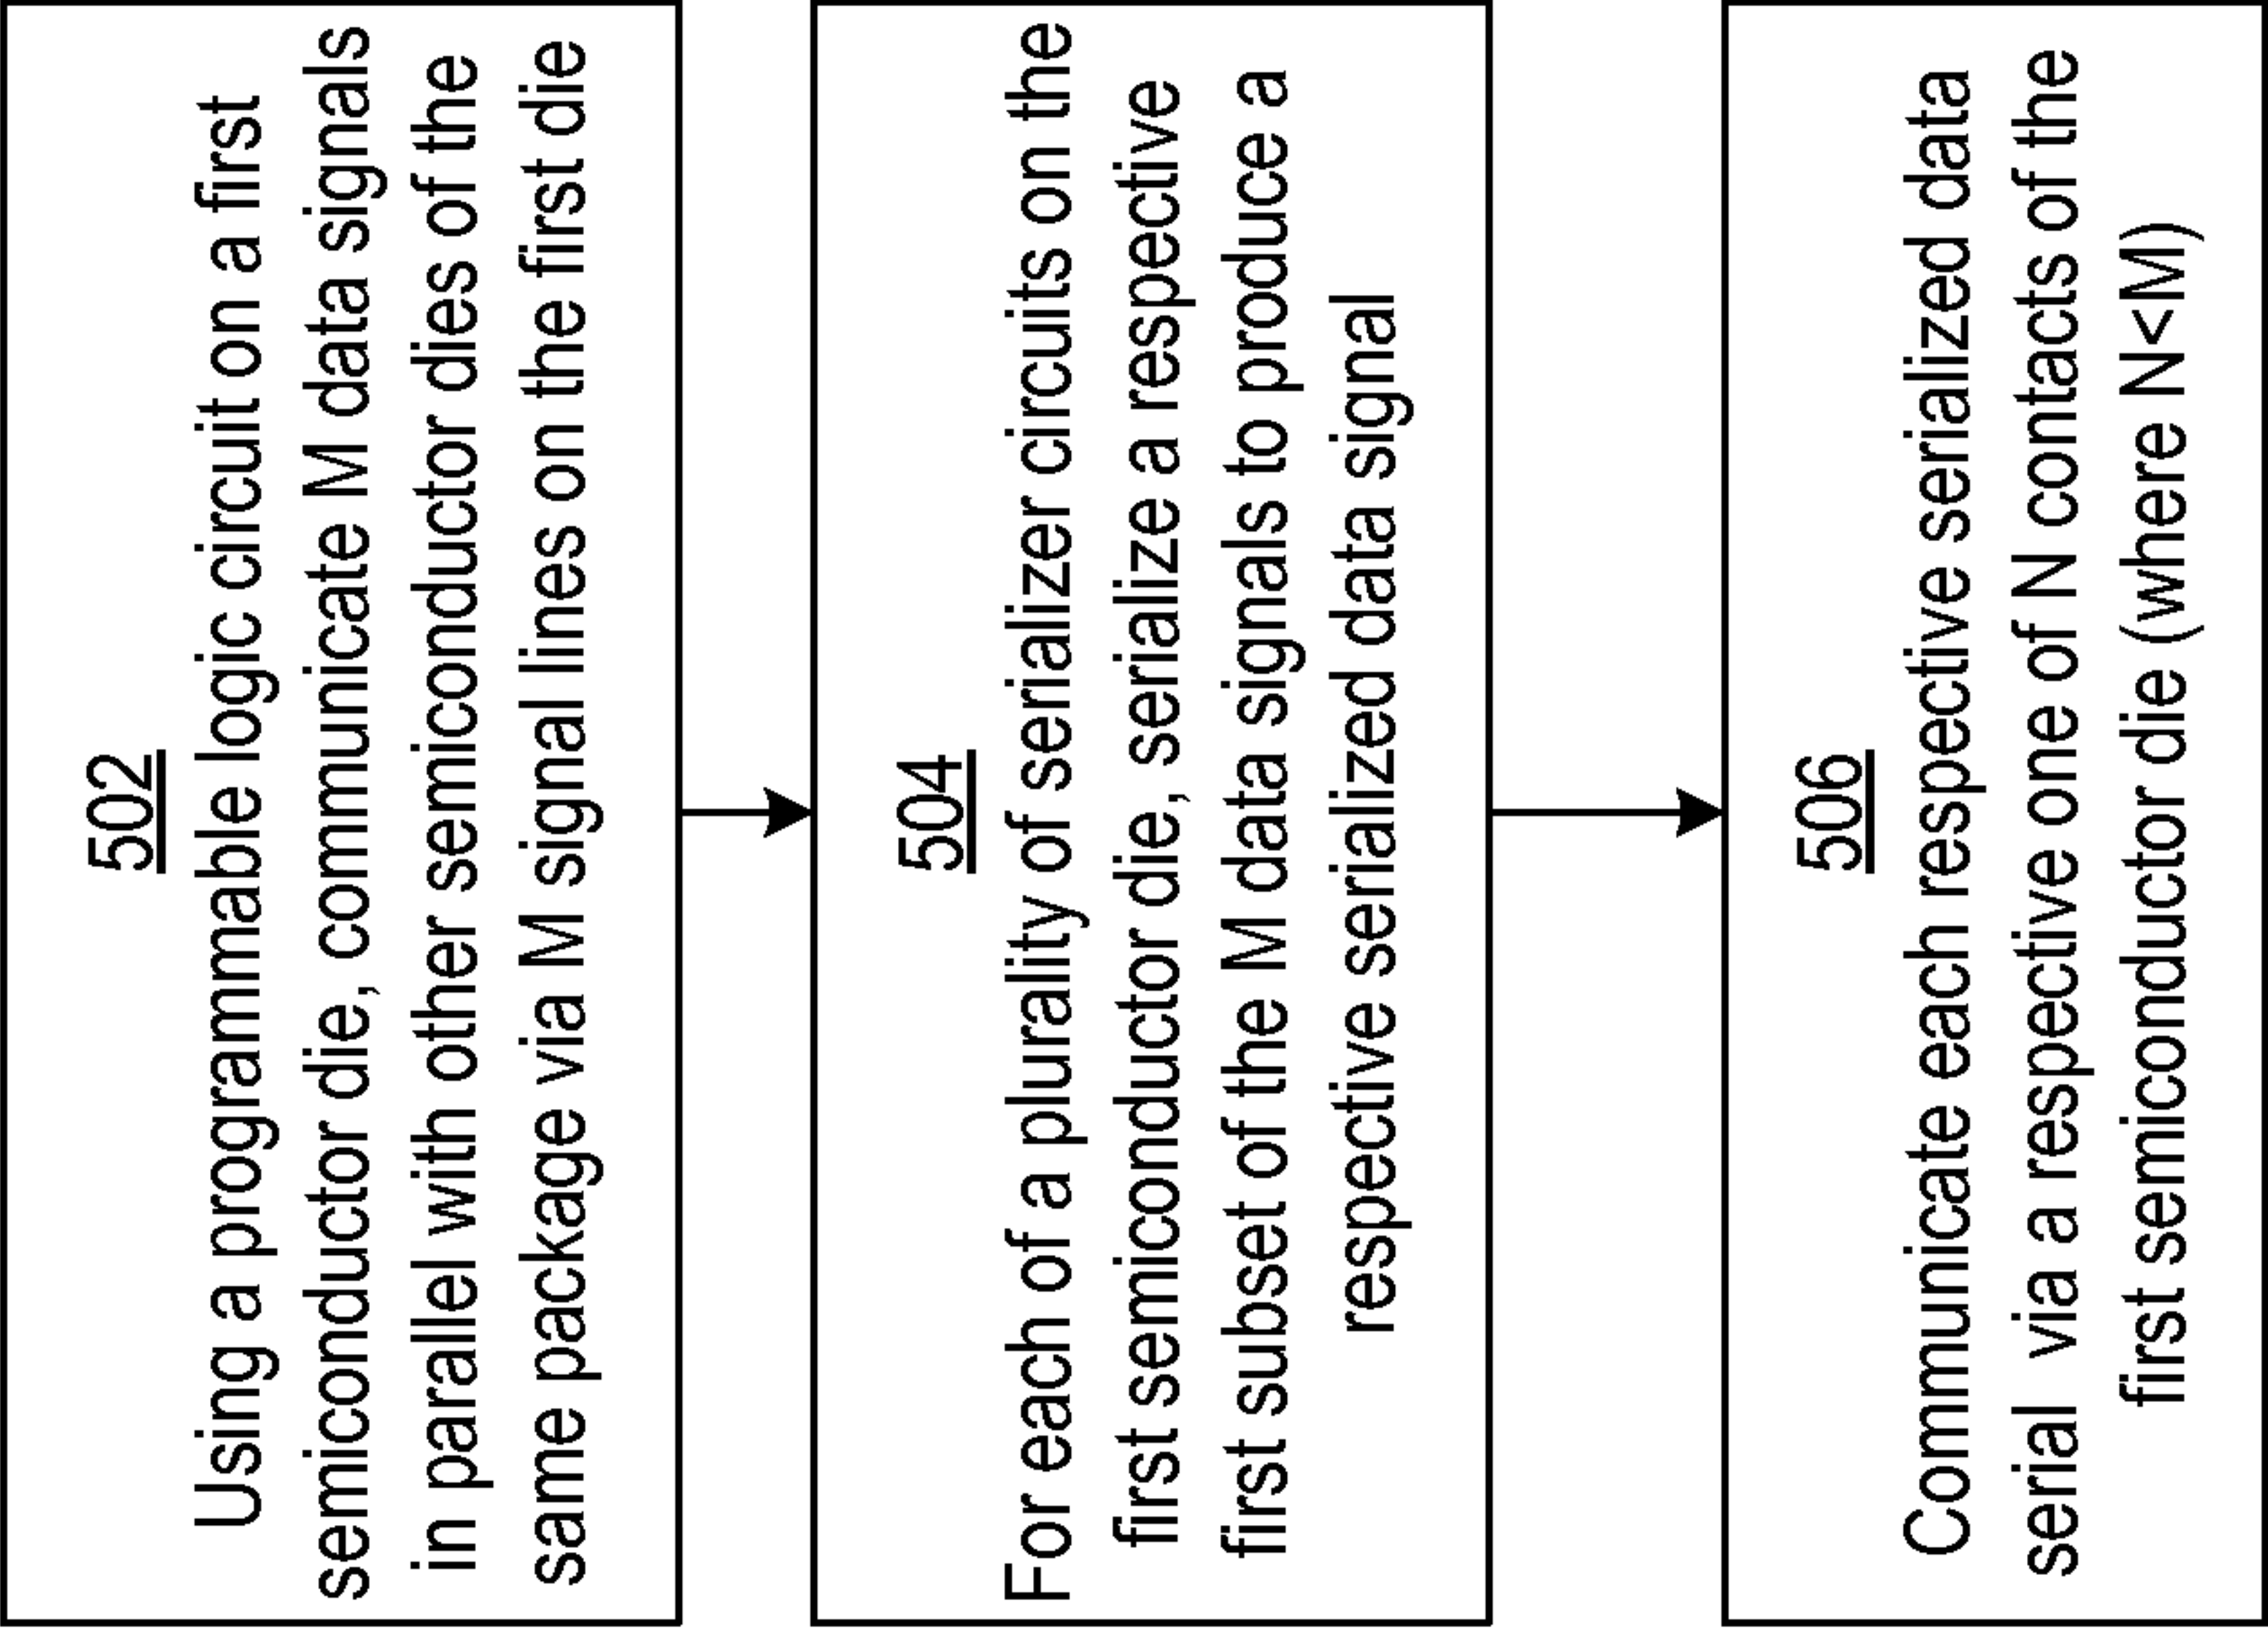 502
Using a programmable logic circuit on a first
semiconductor die, communicate M data signals
in parallel with other semiconductor dies of the
same package via M signal lines on the first die
504
For each of a plurality of serializer circuits on the
first semiconductor die, serialize a respective
first subset of the M data signals to produce a
respective serialized data signal
506
Communicate each respective serialized data
serial via a respective one of N contacts of the
first semiconductor die (where N<M)